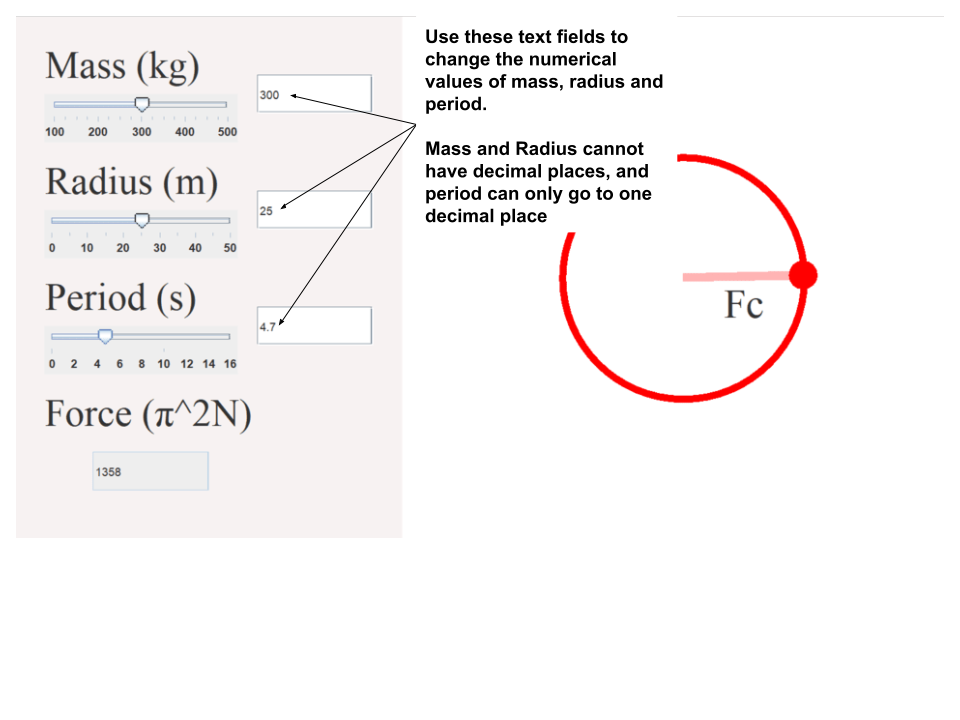 Mass (kg)
300
100 200 300 400 500
Radius (m)
25
0 10 20 30 40 50
Period (s)
4.7
0 2 4 6 8 10 12 14 16
Force (π^2N)
1358
Use these text fields to
change the numerical
values of mass, radius and
period.
Mass and Radius cannot
have decimal places, and
period can only go to one
decimal place
Fc